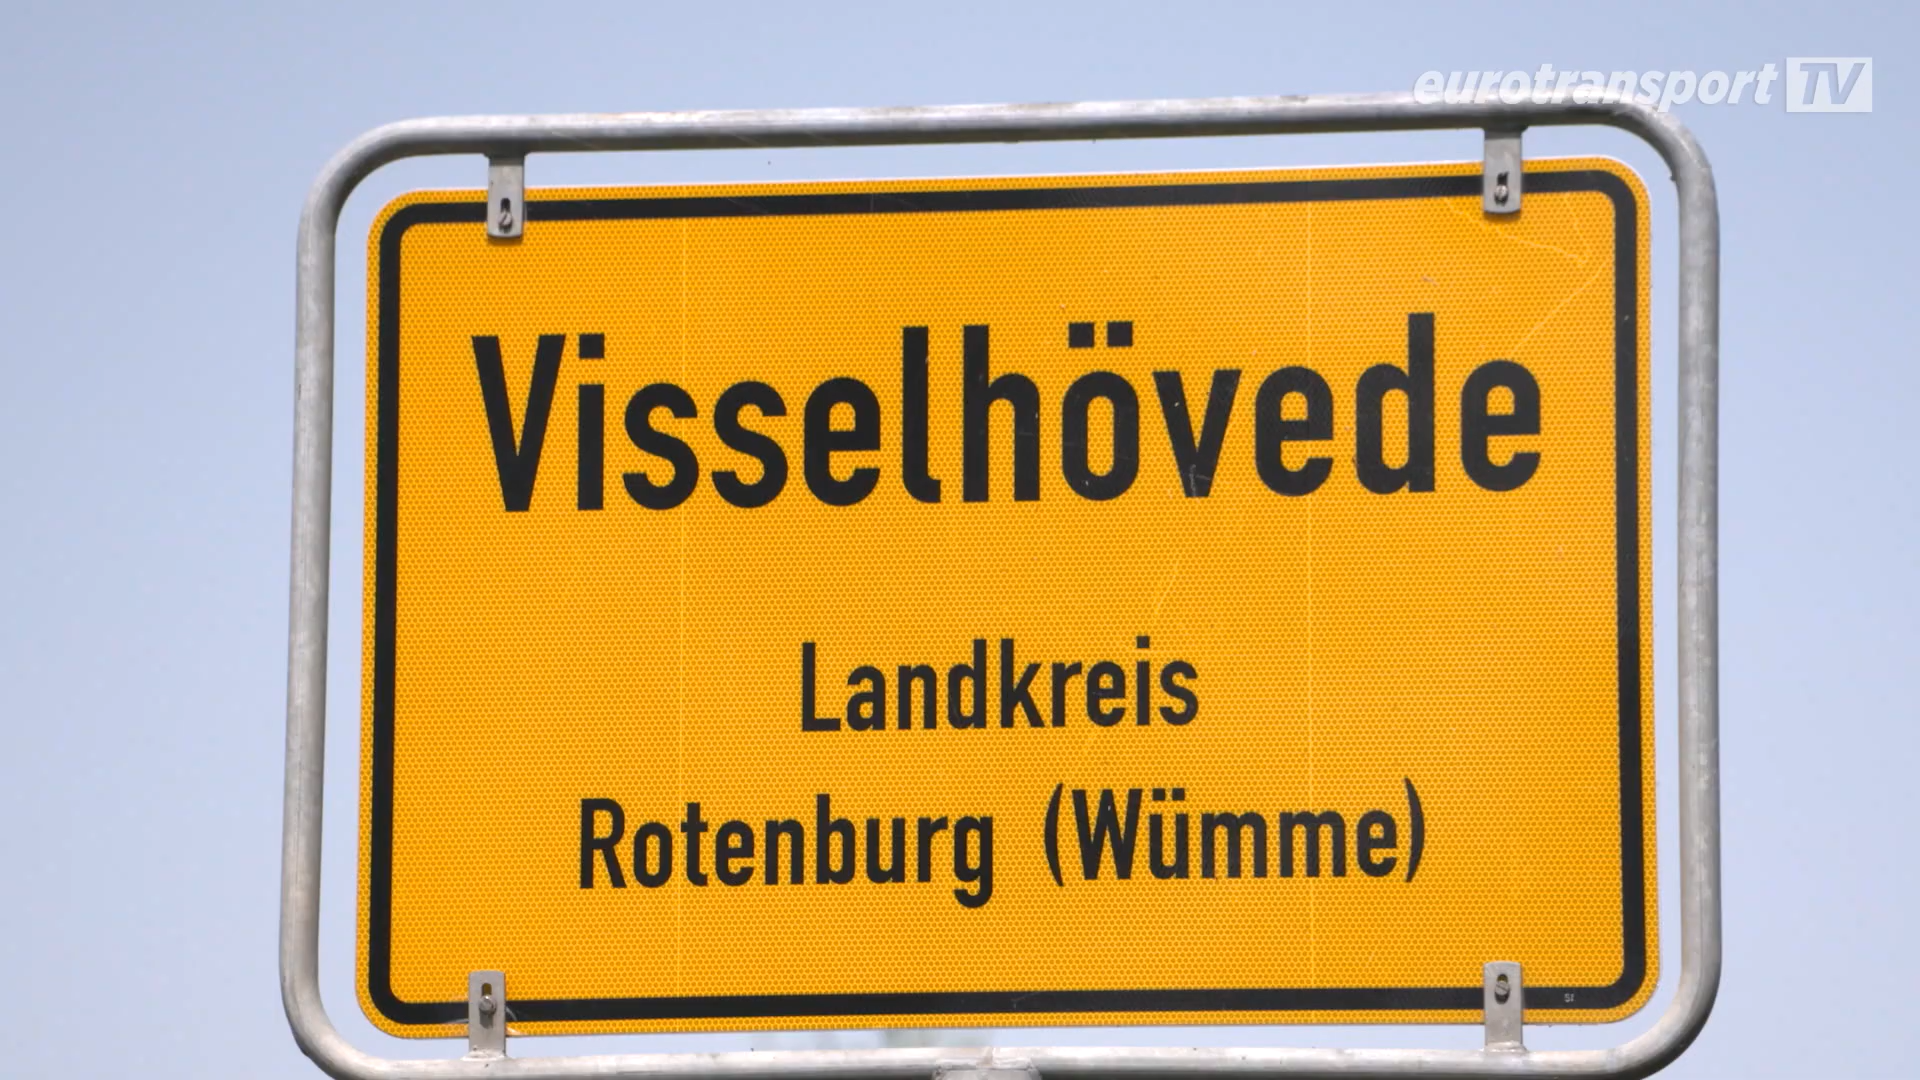 eurotransport TV
Visselhövede
Landkreis
Rotenburg (Wümme)